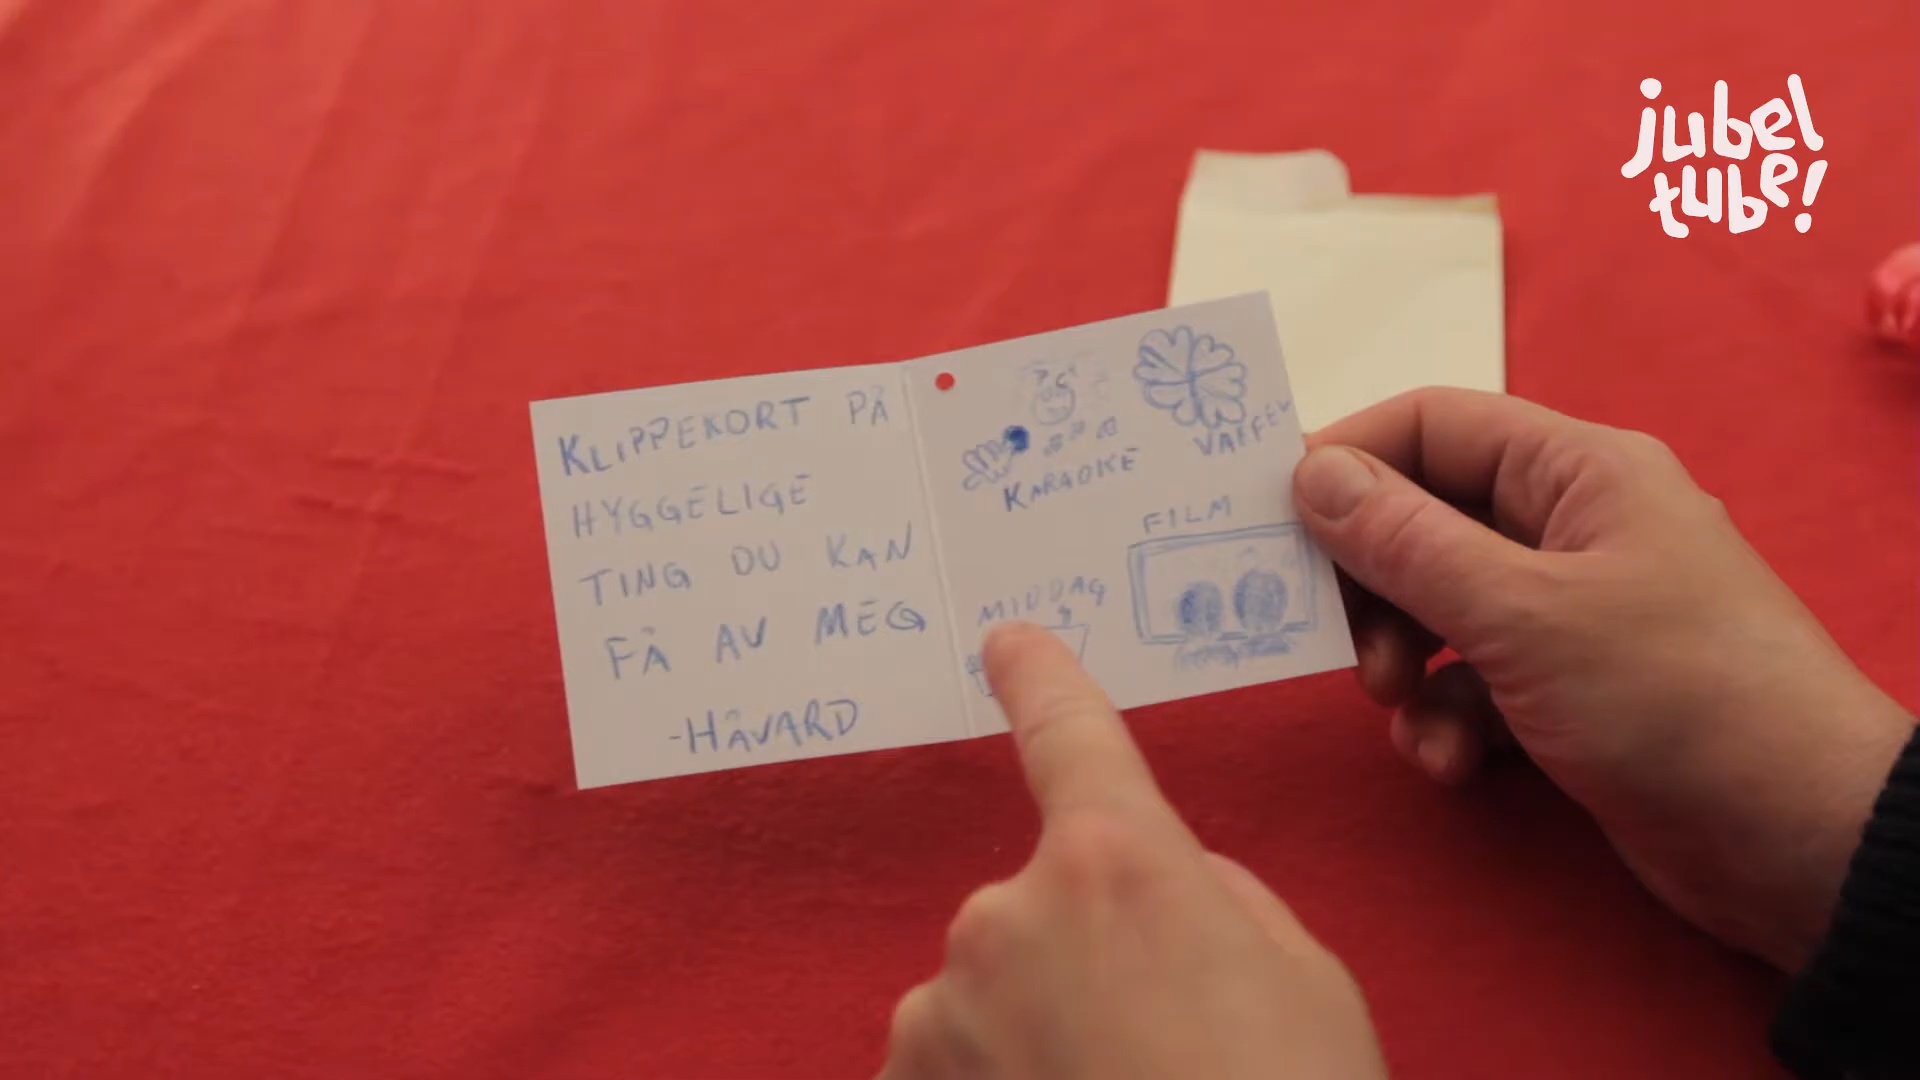 jubel
tube!
KLIPPEKORT PÅ
HYGGELIGE
TING DU KAN
FÅ AV MEG
-HÅVARD
KARAOKE
VAFFEL
FILM
MIDDAG